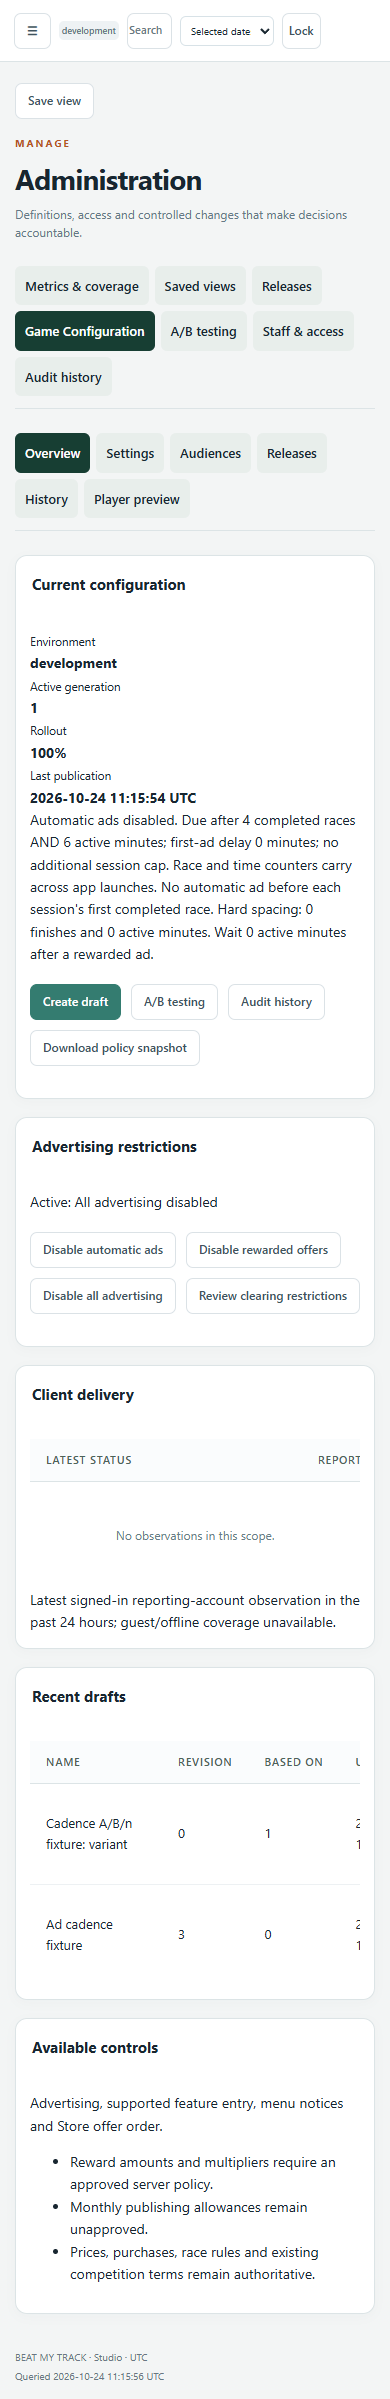 ☰ development Search Selected date Lock
Save view
MANAGE
Administration
Definitions, access and controlled changes that make decisions
accountable.
Metrics & coverage Saved views Releases
Game Configuration A/B testing Staff & access
Audit history
Overview Settings Audiences Releases
History Player preview
Current configuration
Environment
development
Active generation
1
Rollout
100%
Last publication
2026-10-24 11:15:54 UTC
Automatic ads disabled. Due after 4 completed races
AND 6 active minutes; first-ad delay 0 minutes; no
additional session cap. Race and time counters carry
across app launches. No automatic ad before each
session's first completed race. Hard spacing: 0
finishes and 0 active minutes. Wait 0 active minutes
after a rewarded ad.
Create draft A/B testing Audit history
Download policy snapshot
Advertising restrictions
Active: All advertising disabled
Disable automatic ads Disable rewarded offers
Disable all advertising Review clearing restrictions
Client delivery
LATEST STATUS REPORT
No observations in this scope.
Latest signed-in reporting-account observation in the
past 24 hours; guest/offline coverage unavailable.
Recent drafts
NAME REVISION BASED ON
Cadence A/B/n
fixture: variant 0 1
Ad cadence
fixture 3 0
Available controls
Advertising, supported feature entry, menu notices
and Store offer order.
• Reward amounts and multipliers require an
approved server policy.
• Monthly publishing allowances remain
unapproved.
• Prices, purchases, race rules and existing
competition terms remain authoritative.
BEAT MY TRACK · Studio · UTC
Queried 2026-10-24 11:15:56 UTC